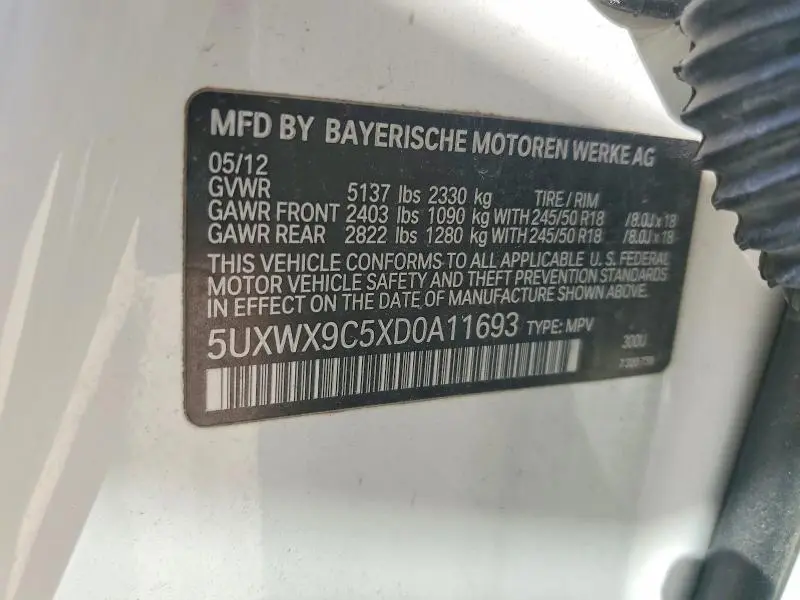 MFD BY BAYERISCHE MOTOREN WERKE AG
05/12
GVWR 5137 lbs 2330 kg TIRE / RIM
GAWR FRONT 2403 lbs 1090 kg WITH 245/50 R18 /8.0J x 18
GAWR REAR 2822 lbs 1280 kg WITH 245/50 R18 /8.0J x 18
THIS VEHICLE CONFORMS TO ALL APPLICABLE U. S. FEDERAL
MOTOR VEHICLE SAFETY AND THEFT PREVENTION STANDARDS
IN EFFECT ON THE DATE OF MANUFACTURE SHOWN ABOVE.
5UXWX9C5XD0A11693 TYPE: MPV 300U